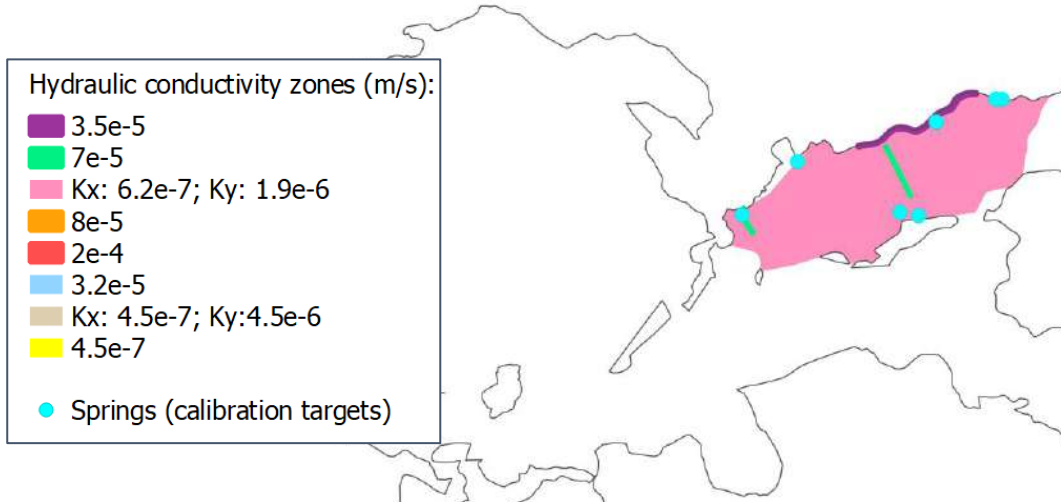 Hydraulic conductivity zones (m/s):
3.5e-5
7e-5
Kx: 6.2e-7; Ky: 1.9e-6
8e-5
2e-4
3.2e-5
Kx: 4.5e-7; Ky:4.5e-6
4.5e-7
Springs (calibration targets)